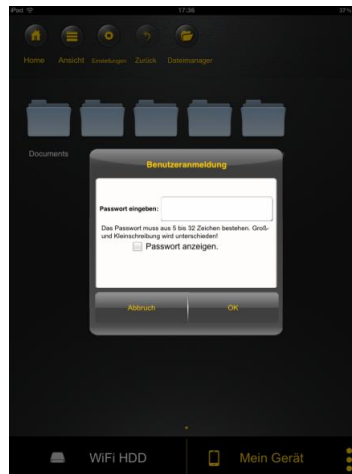 iPad 17:36 37%
Home Ansicht Einstellungen Zurück Dateimanager
Documents
Benutzeranmeldung
Passwort eingeben:
Das Passwort muss aus 5 bis 32 Zeichen bestehen. Groß-
und Kleinschreibung wird unterschieden!
Passwort anzeigen.
Abbruch OK
WiFi HDD Mein Gerät